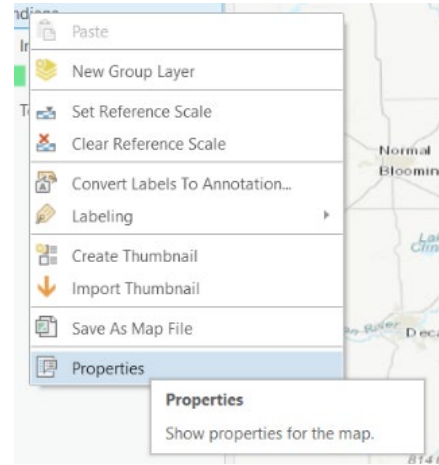 Paste
New Group Layer
Set Reference Scale
Clear Reference Scale
Normal
Convert Labels To Annotation...
Labeling
Create Thumbnail
Import Thumbnail
Save As Map File
Properties
Properties
Show properties for the map.
814 f